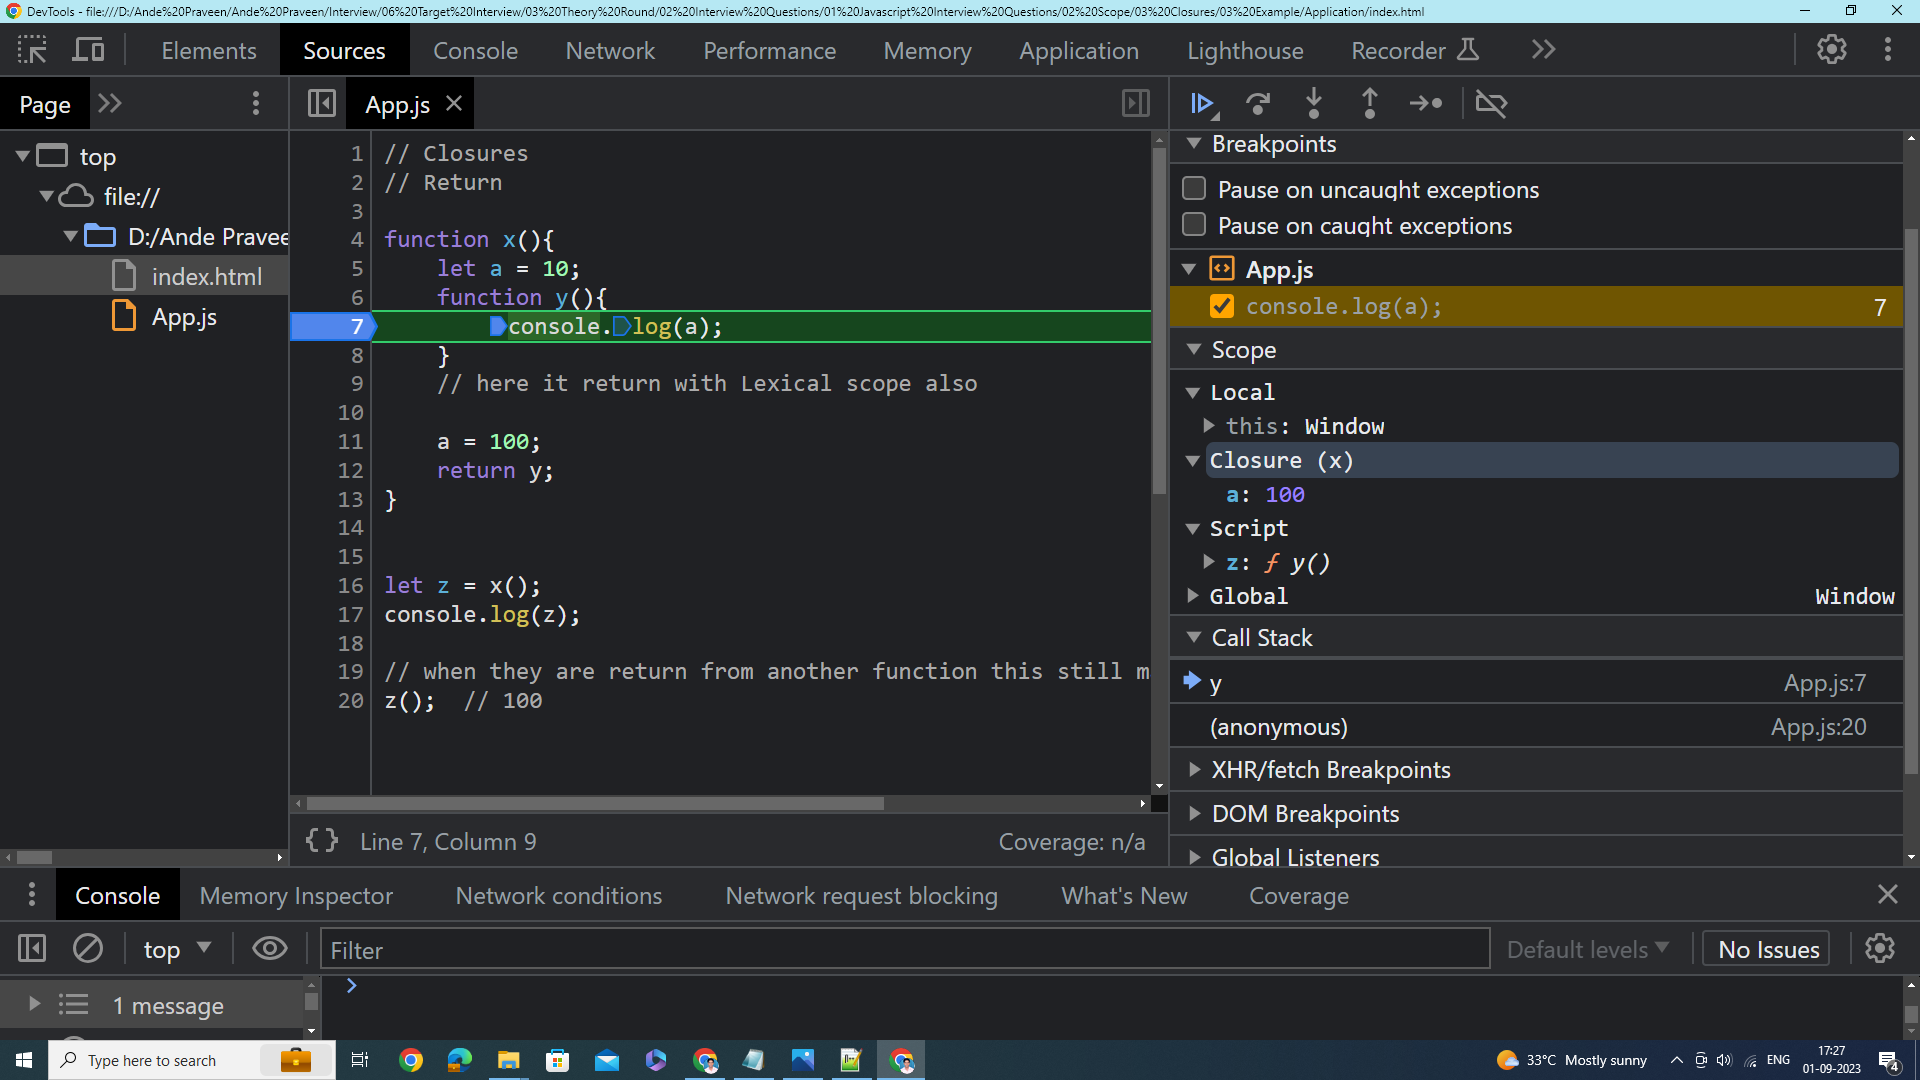 DevTools - file:///D:/Ande%20Praveen/Ande%20Praveen/Interview/06%20Target%20Interview/03%20Theory%20Round/02%20Interview%20Questions/01%20Javascript%20Interview%20Questions/02%20Scope/03%20Closures/03%20Example/Application/index.html
Elements Sources Console Network Performance Memory Application Lighthouse Recorder
Page
top
file://
D:/Ande Pravee
index.html
App.js
App.js
1 // Closures
2 // Return
3
4 function x(){
5 let a = 10;
6 function y(){
7 console.log(a);
8 }
9 // here it return with Lexical scope also
10
11 a = 100;
12 return y;
13 }
14
15
16 let z = x();
17 console.log(z);
18
19 // when they are return from another function this still m
20 z(); // 100
{} Line 7, Column 9 Coverage: n/a
Breakpoints
Pause on uncaught exceptions
Pause on caught exceptions
App.js
console.log(a); 7
Scope
Local
this: Window
Closure (x)
a: 100
Script
z: ƒ y()
Global Window
Call Stack
y App.js:7
(anonymous) App.js:20
XHR/fetch Breakpoints
DOM Breakpoints
Global Listeners
Console Memory Inspector Network conditions Network request blocking What's New Coverage
top Filter Default levels No Issues
1 message
Type here to search
33°C Mostly sunny
ENG
17:27
01-09-2023
4